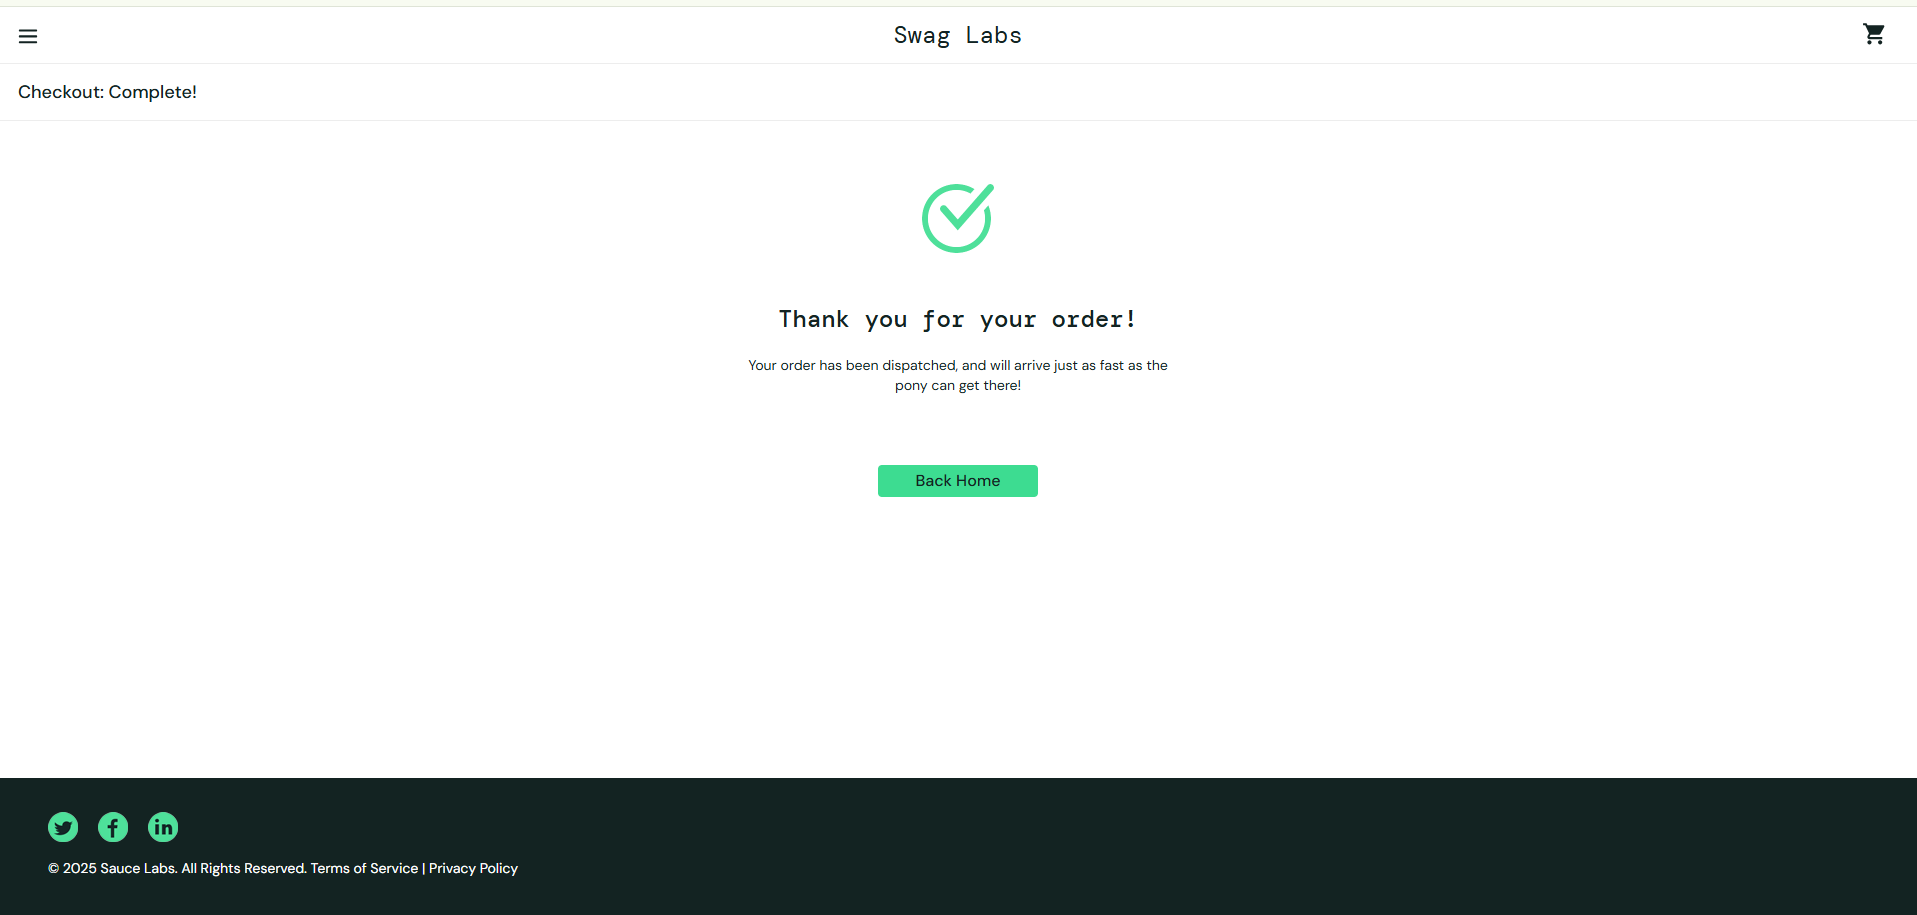 Swag Labs
Checkout: Complete!
Thank you for your order!
Your order has been dispatched, and will arrive just as fast as the
pony can get there!
Back Home
© 2025 Sauce Labs. All Rights Reserved. Terms of Service | Privacy Policy